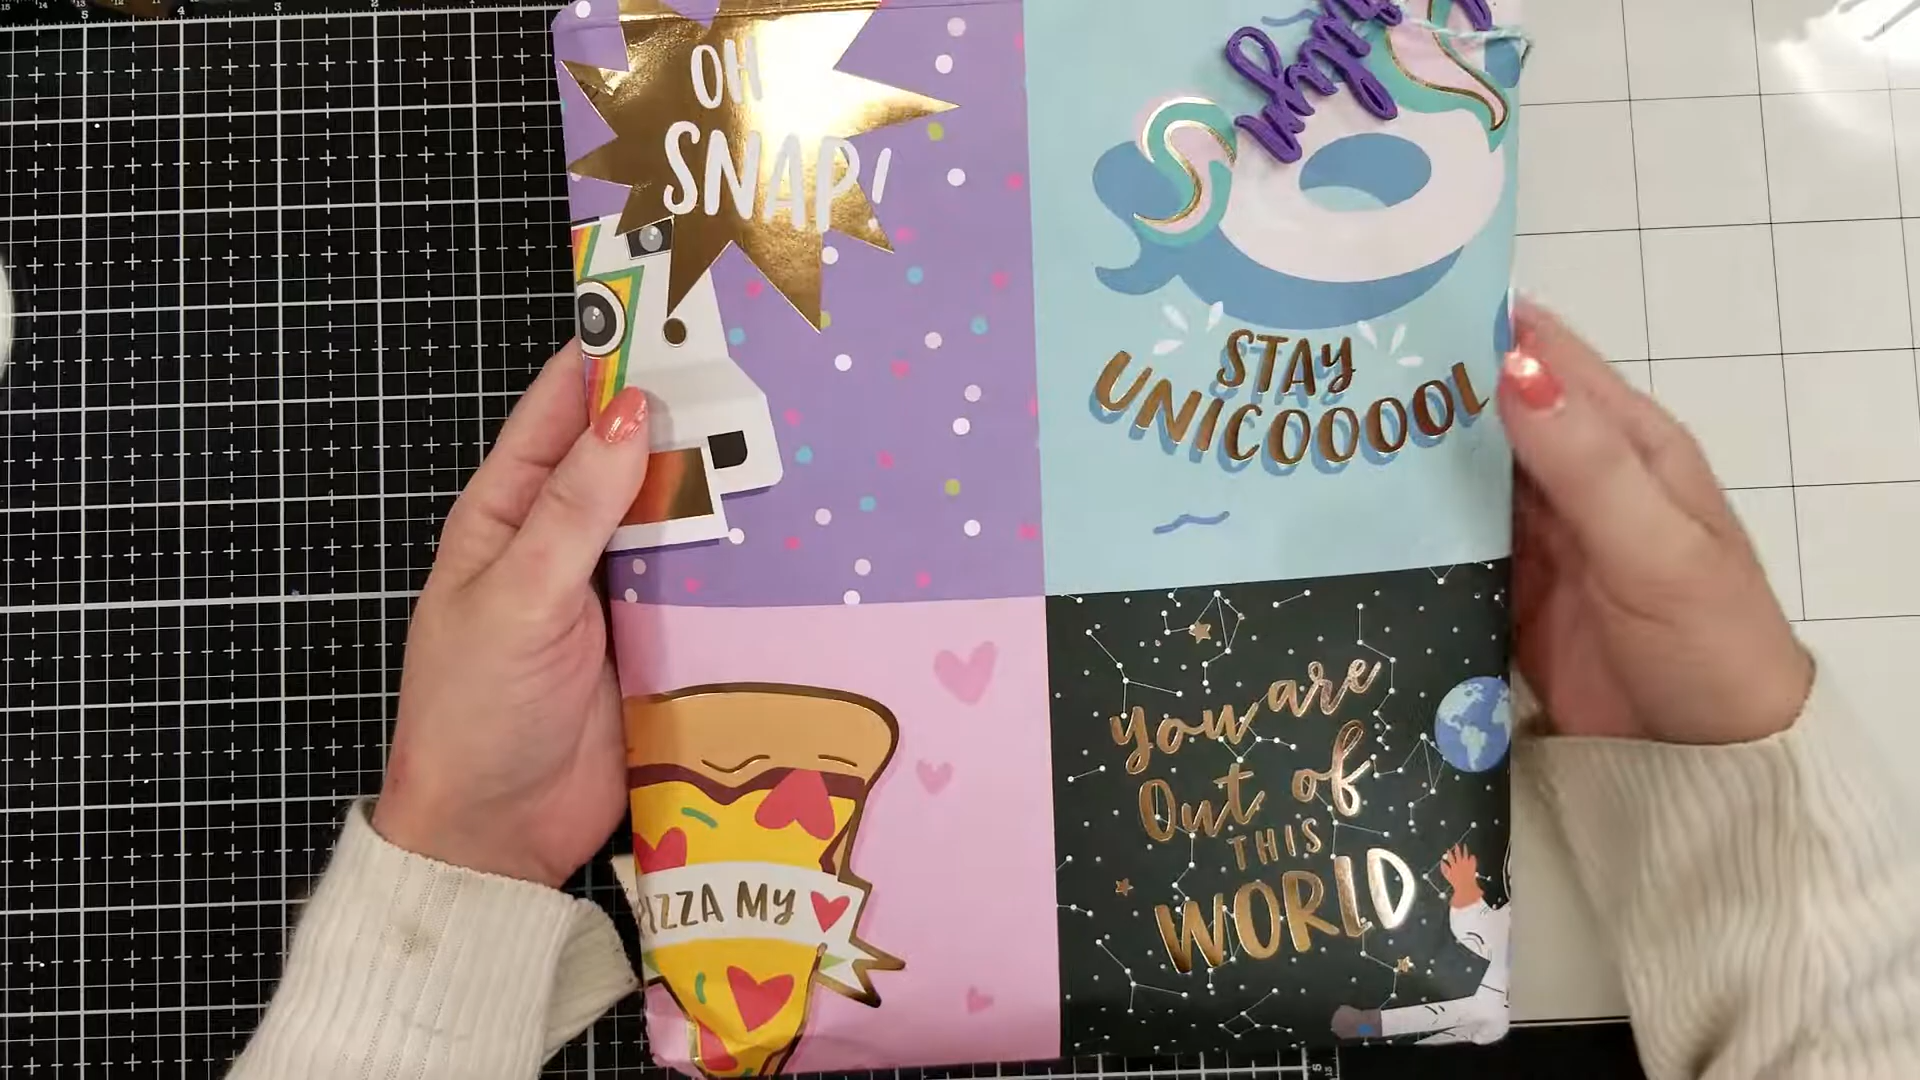 OH
SNAP!
STAY
UNICOOOOL
PIZZA My
you are
Out of
THIS
WORLD